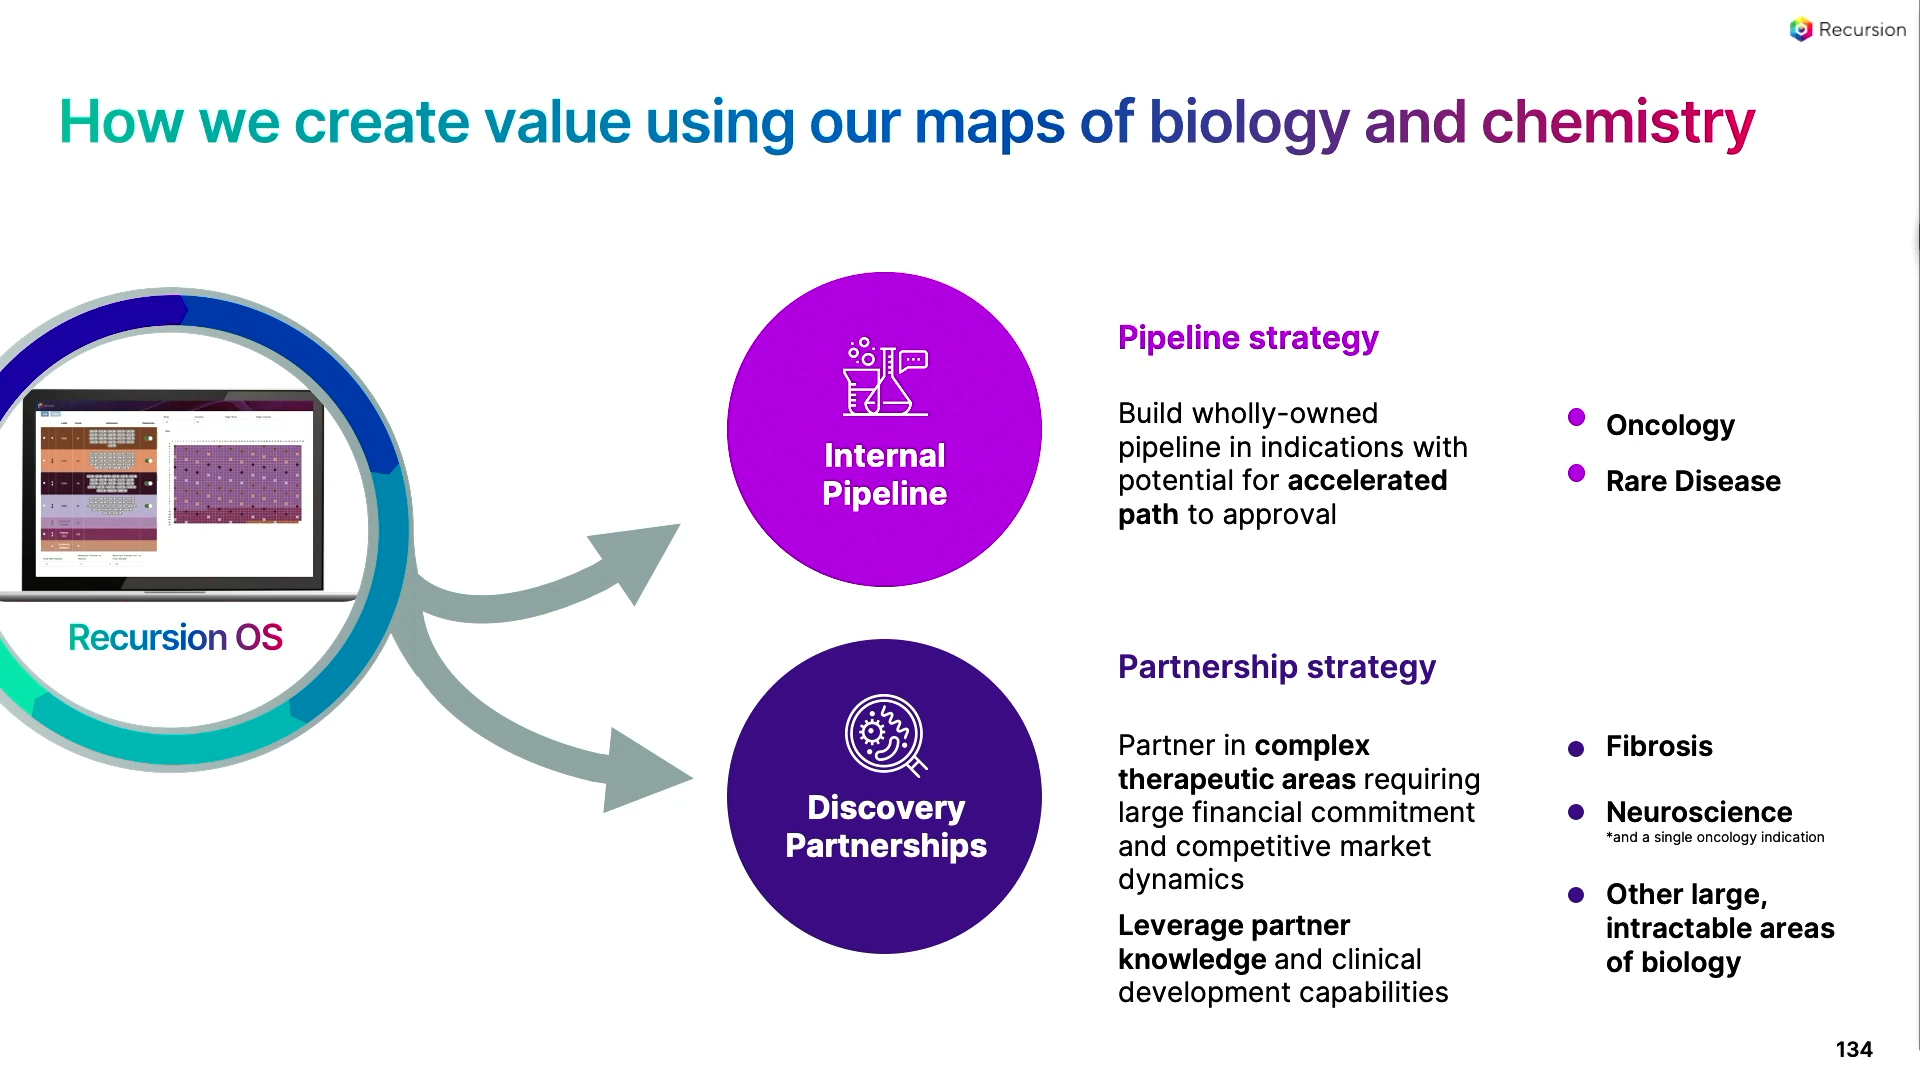 Recursion
How we create value using our maps of biology and chemistry
Recursion OS
Internal
Pipeline
Pipeline strategy
Build wholly-owned
pipeline in indications with
potential for accelerated
path to approval
Oncology
Rare Disease
Discovery
Partnerships
Partnership strategy
Partner in complex
therapeutic areas requiring
large financial commitment
and competitive market
dynamics
Leverage partner
knowledge and clinical
development capabilities
Fibrosis
Neuroscience
*and a single oncology indication
Other large,
intractable areas
of biology
134